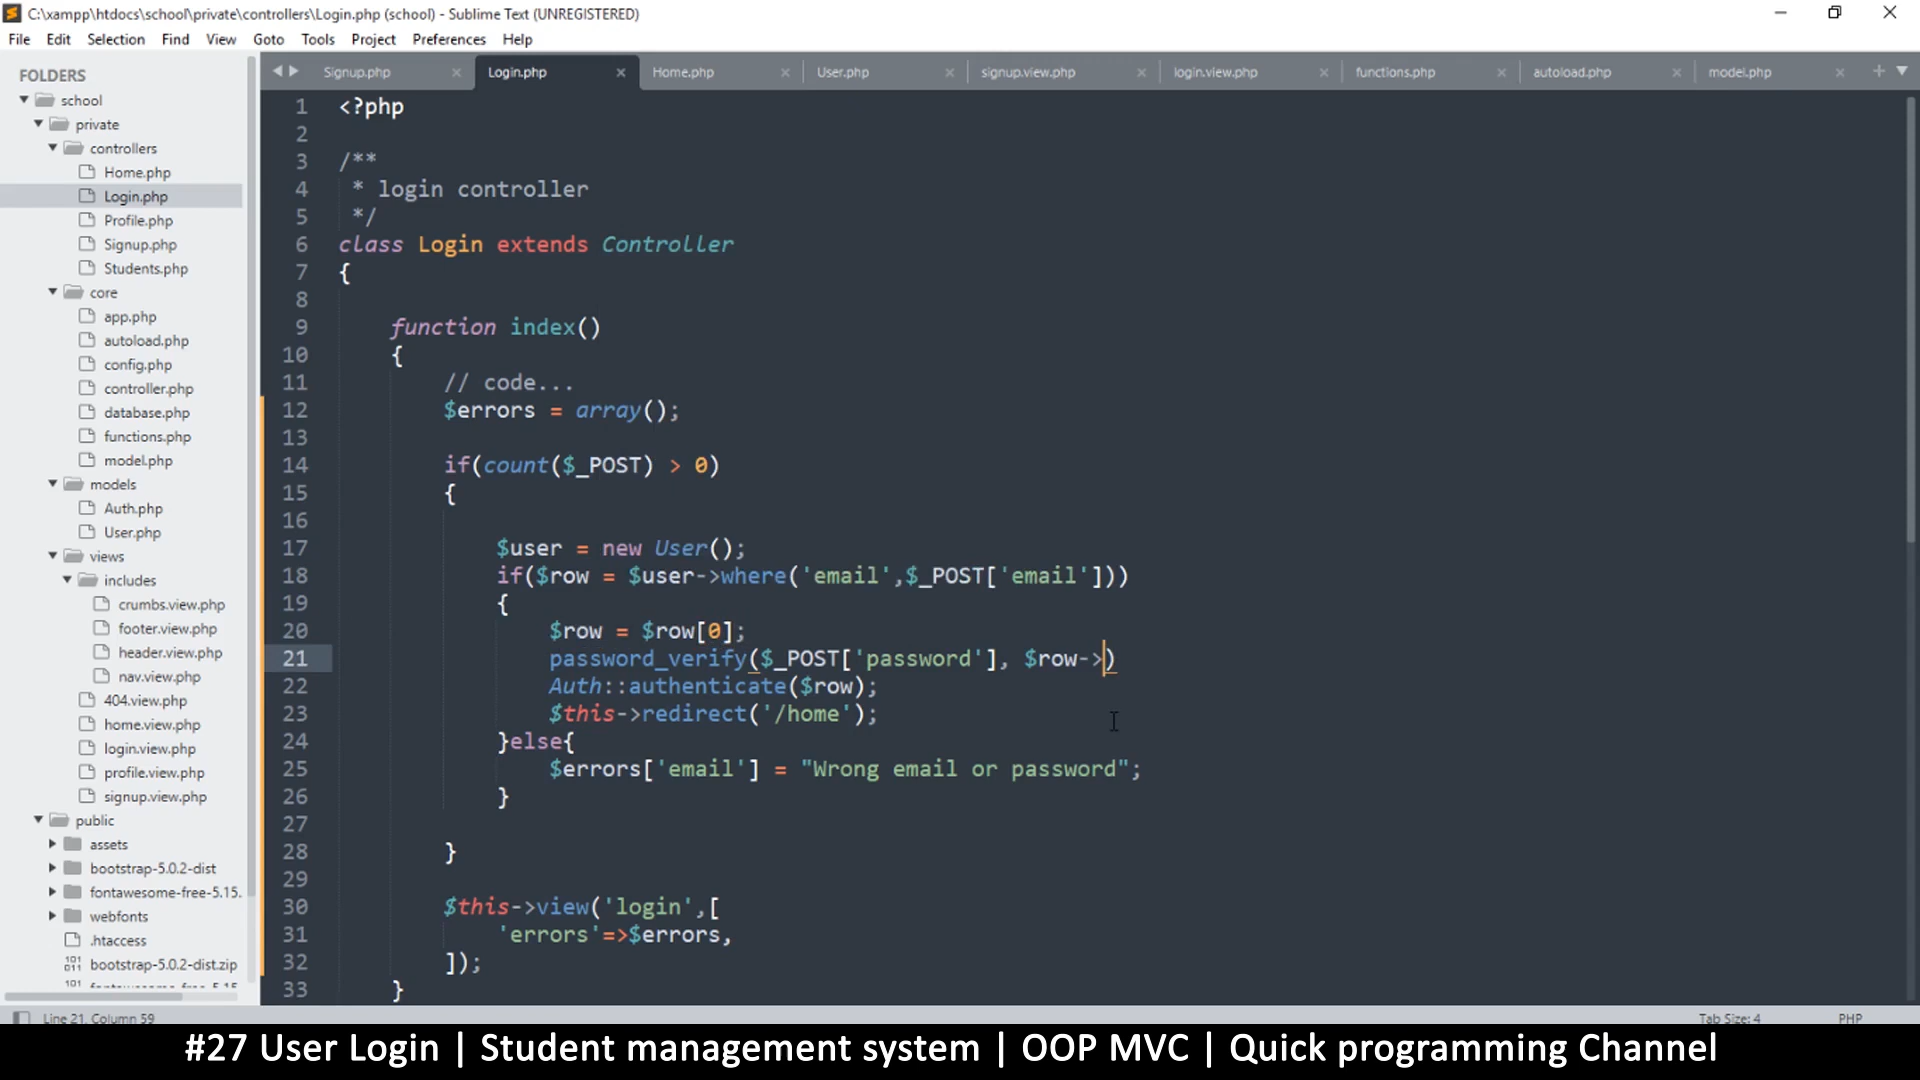 C:\xampp\htdocs\school\private\controllers\Login.php (school) - Sublime Text (UNREGISTERED)
File Edit Selection Find View Goto Tools Project Preferences Help
FOLDERS
school
private
controllers
Home.php
Login.php
Profile.php
Signup.php
Students.php
core
app.php
autoload.php
config.php
controller.php
database.php
functions.php
model.php
models
Auth.php
User.php
views
includes
crumbs.view.php
footer.view.php
header.view.php
nav.view.php
404.view.php
home.view.php
login.view.php
profile.view.php
signup.view.php
public
assets
bootstrap-5.0.2-dist
fontawesome-free-5.15.
webfonts
.htaccess
bootstrap-5.0.2-dist.zip
Signup.php Login.php Home.php User.php signup.view.php login.view.php functions.php autoload.php model.php
1 <?php
2
3 /**
4 * login controller
5 */
6 class Login extends Controller
7 {
8
9 function index()
10 {
11 // code...
12 $errors = array();
13
14 if(count($_POST) > 0)
15 {
16
17 $user = new User();
18 if($row = $user->where('email',$_POST['email']))
19 {
20 $row = $row[0];
21 password_verify($_POST['password'], $row->)
22 Auth::authenticate($row);
23 $this->redirect('/home');
24 }else{
25 $errors['email'] = "Wrong email or password";
26 }
27
28 }
29
30 $this->view('login',[
31 'errors'=>$errors,
32 ]);
33 }
Line 21, Column 59 Tab Size: 4 PHP
#27 User Login | Student management system | OOP MVC | Quick programming Channel